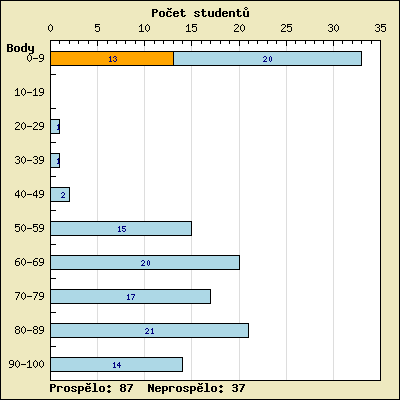 Počet studentů
0 5 10 15 20 25 30 35
Body
0-9 13 20
10-19
20-29 1
30-39 1
40-49 2
50-59 15
60-69 20
70-79 17
80-89 21
90-100 14
Prospělo: 87 Neprospělo: 37